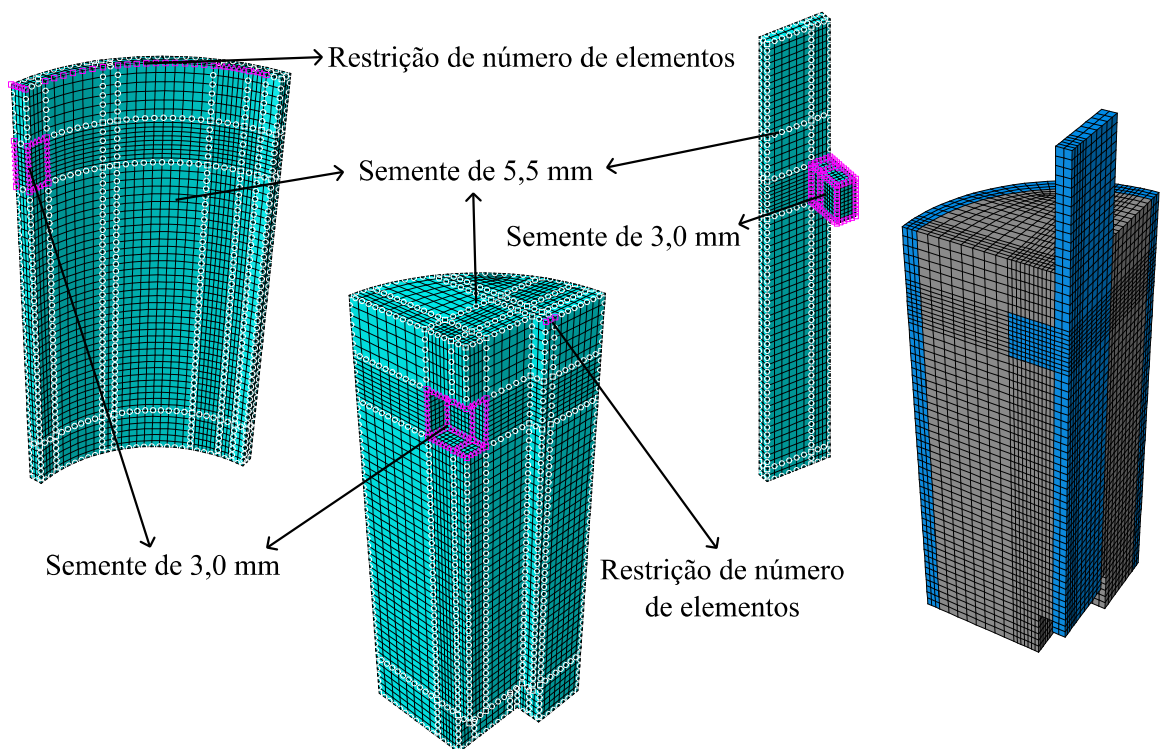 Restrição de número de elementos
Semente de 5,5 mm
Semente de 3,0 mm
Semente de 3,0 mm
Restrição de número
de elementos